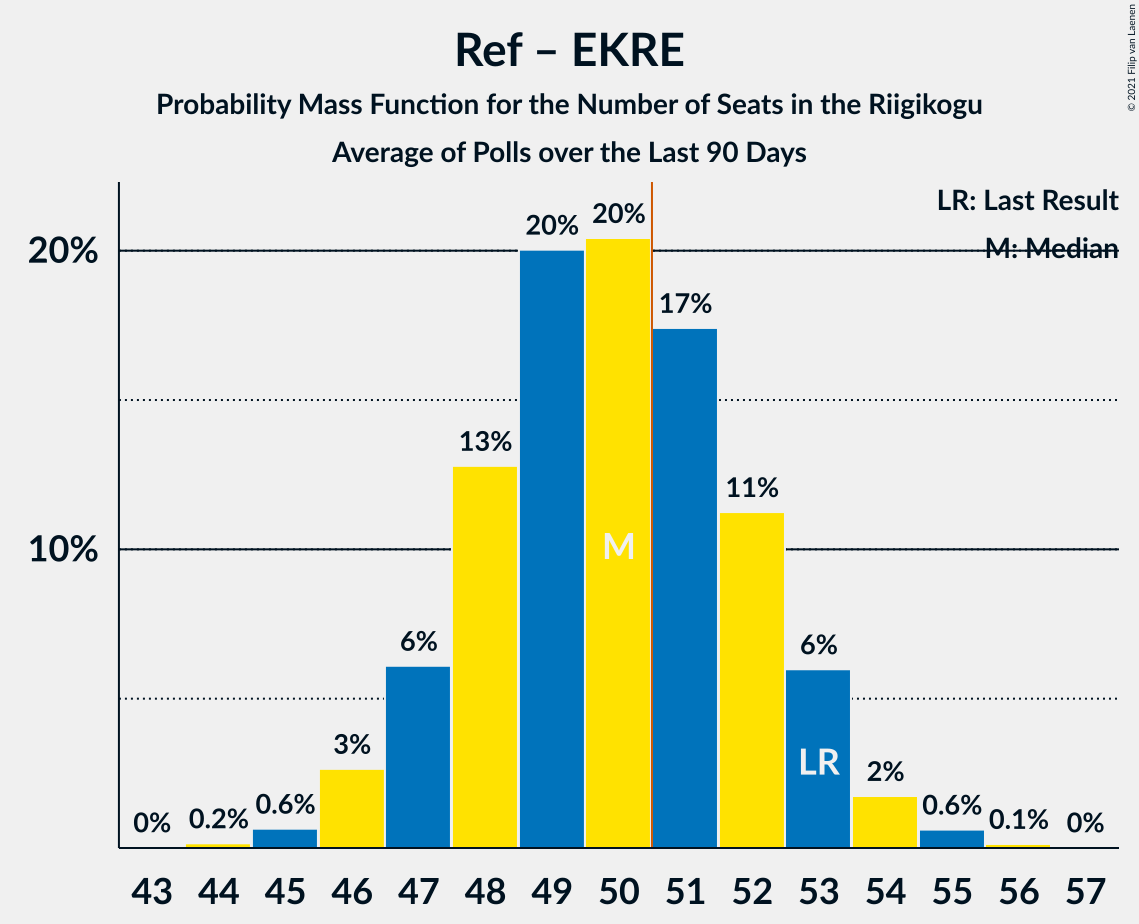 Ref – EKRE
Probability Mass Function for the Number of Seats in the Riigikogu
Average of Polls over the Last 90 Days
© 2021 Filip van Laenen
LR: Last Result
M: Median
20%
10%
0%
0.2%
0.6%
3%
6%
13%
20%
20%
17%
11%
6%
2%
0.6%
0.1%
0%
M
LR
43 44 45 46 47 48 49 50 51 52 53 54 55 56 57